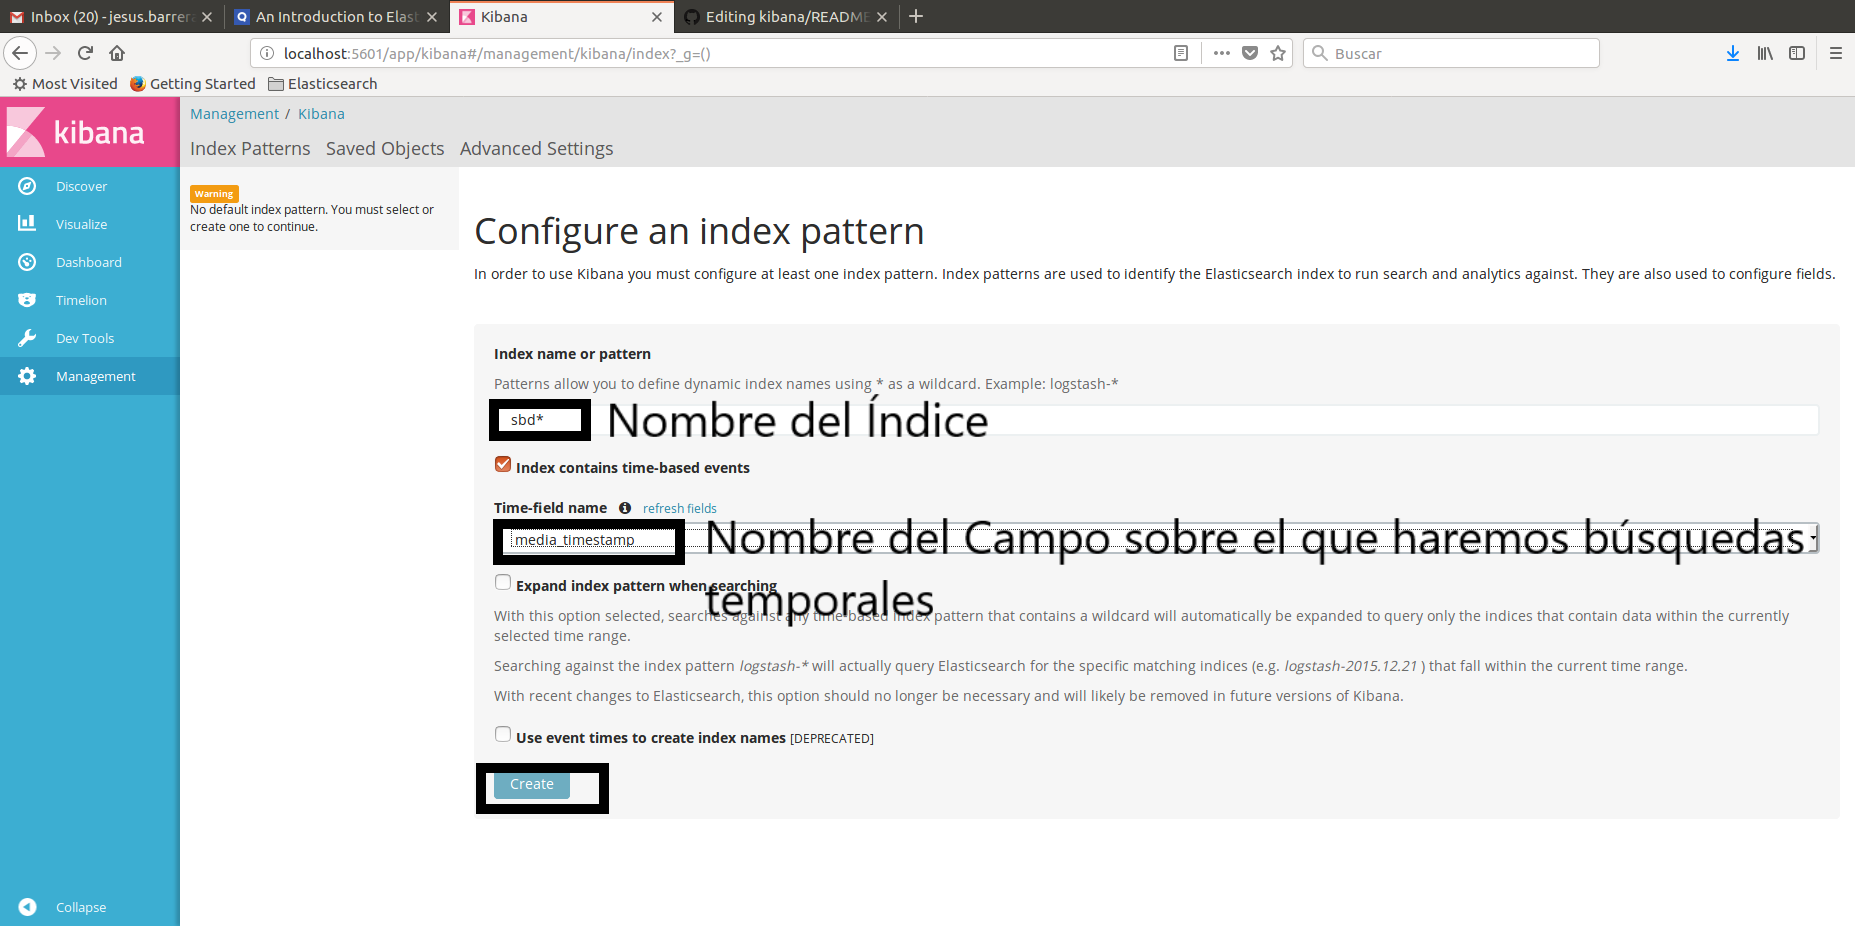 Inbox (20) - jesus.barrera
An Introduction to Elast
Kibana
Editing kibana/README
localhost:5601/app/kibana#/management/kibana/index?_g=()
Buscar
Most Visited
Getting Started
Elasticsearch
kibana
Discover
Visualize
Dashboard
Timelion
Dev Tools
Management
Collapse
Management / Kibana
Index Patterns Saved Objects Advanced Settings
Warning
No default index pattern. You must select or
create one to continue.
Configure an index pattern
In order to use Kibana you must configure at least one index pattern. Index patterns are used to identify the Elasticsearch index to run search and analytics against. They are also used to configure fields.
Index name or pattern
Patterns allow you to define dynamic index names using * as a wildcard. Example: logstash-*
sbd*
Nombre del Índice
Index contains time-based events
Time-field name
refresh fields
media_timestamp
Nombre del Campo sobre el que haremos búsquedas
temporales
Expand index pattern when searching
With this option selected, searches against any time-based index pattern that contains a wildcard will automatically be expanded to query only the indices that contain data within the currently
selected time range.
Searching against the index pattern logstash-* will actually query Elasticsearch for the specific matching indices (e.g. logstash-2015.12.21 ) that fall within the current time range.
With recent changes to Elasticsearch, this option should no longer be necessary and will likely be removed in future versions of Kibana.
Use event times to create index names [DEPRECATED]
Create